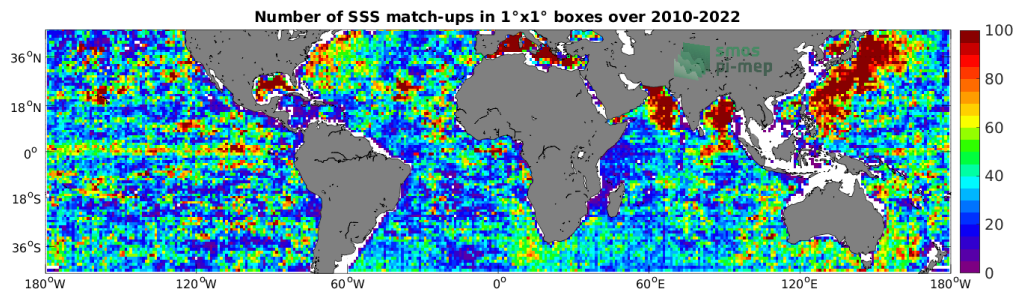 Number of SSS match-ups in 1°x1° boxes over 2010-2022
smos
pi-mep
36°N
18°N
0°
18°S
36°S
180°W
120°W
60°W
0°
60°E
120°E
180°W
100
80
60
40
20
0